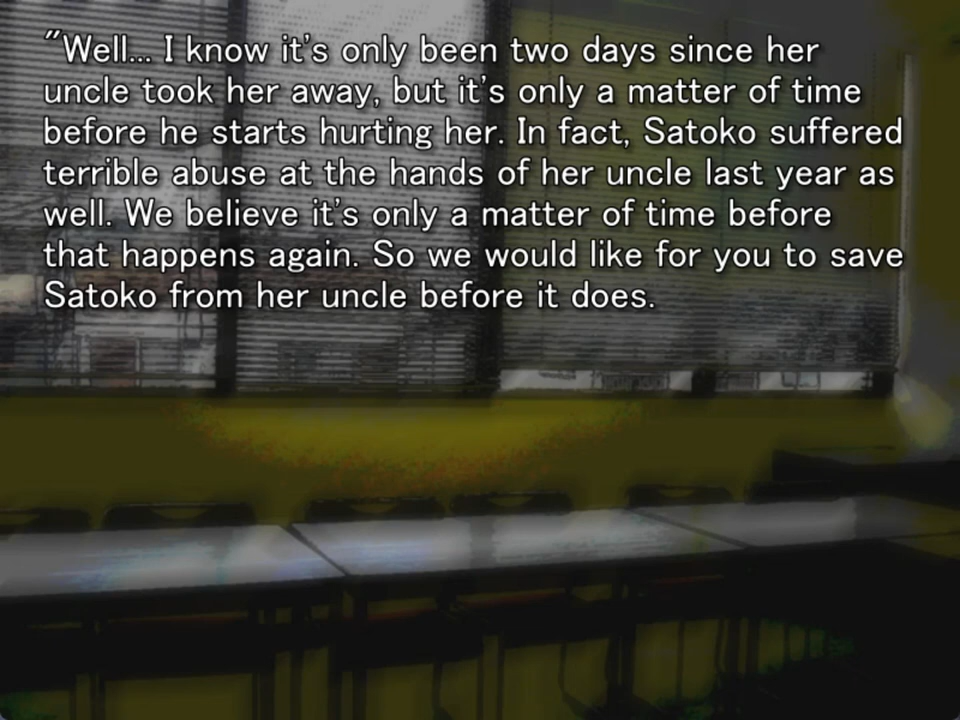 "Well... I know it's only been two days since her
uncle took her away, but it's only a matter of time
before he starts hurting her. In fact, Satoko suffered
terrible abuse at the hands of her uncle last year as
well. We believe it's only a matter of time before
that happens again. So we would like for you to save
Satoko from her uncle before it does.